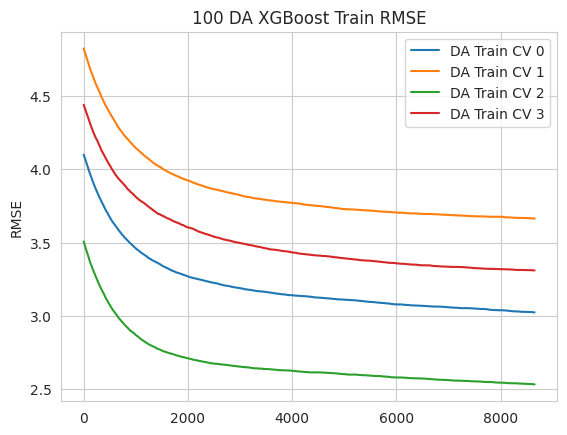 100 DA XGBoost Train RMSE
DA Train CV 0
DA Train CV 1
DA Train CV 2
DA Train CV 3
RMSE
4.5
4.0
3.5
3.0
2.5
0 2000 4000 6000 8000